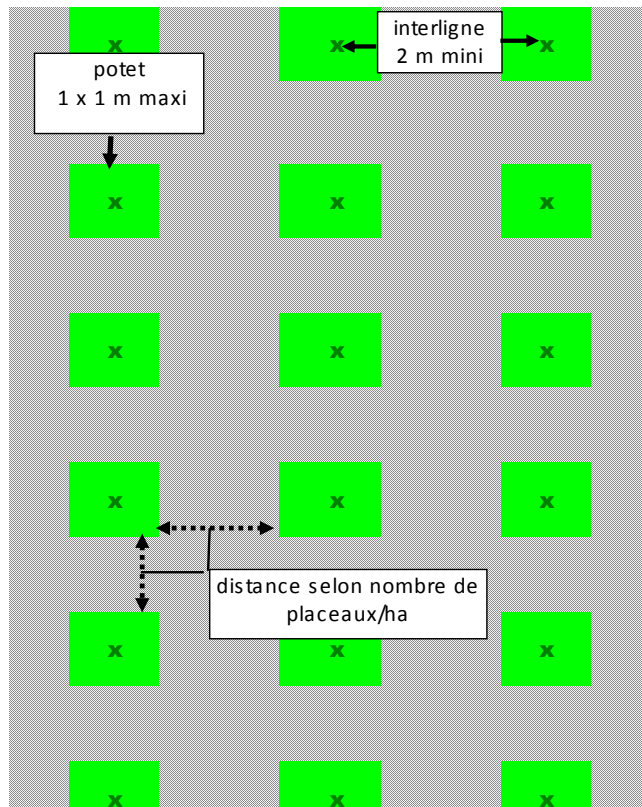 x
x
x
potet
1 x 1 m maxi
interligne
2 m mini
x
x
x
x
x
x
x
x
x
distance selon nombre de
placeaux/ha
x
x
x
x
x
x